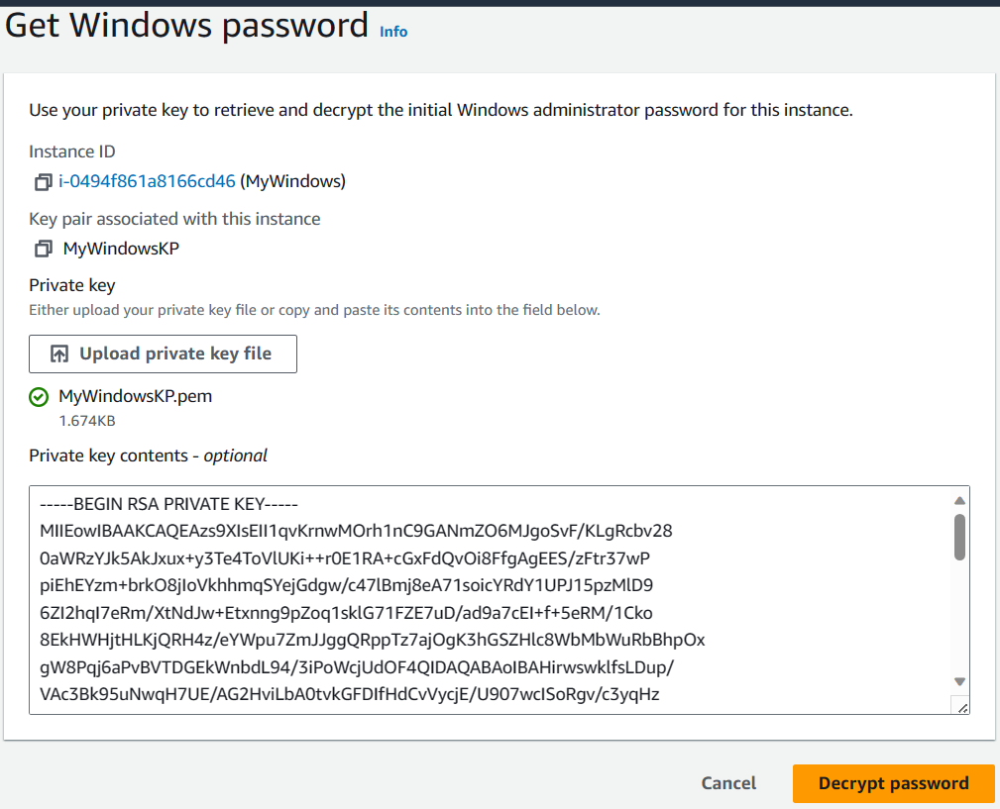 Get Windows password Info
Use your private key to retrieve and decrypt the initial Windows administrator password for this instance.
Instance ID
i-0494f861a8166cd46 (MyWindows)
Key pair associated with this instance
MyWindowsKP
Private key
Either upload your private key file or copy and paste its contents into the field below.
Upload private key file
MyWindowsKP.pem
1.674KB
Private key contents - optional
-----BEGIN RSA PRIVATE KEY-----
MIIEowIBAAKCAQEAzs9XIsEII1qvKrnwMOrh1nC9GANmZO6MJgoSvF/KLgRcbv28
0aWRzYJk5AkJxux+y3Te4ToVlUKi++r0E1RA+cGxFdQvOi8FfgAgEES/zFtr37wP
piEhEYzm+brkO8jIoVkhhmqSYejGdgw/c47lBmj8eA71soicYRdY1UPJ15pzMlD9
6ZI2hqI7eRm/XtNdJw+Etxnng9pZoq1sklG71FZE7uD/ad9a7cEI+f+5eRM/1Cko
8EkHWHjtHLKjQRH4z/eYWpu7ZmJJggQRppTz7ajOgK3hGSZHlc8WbMbWuRbBhpOx
gW8Pqj6aPvBVTDGEkWnbdL94/3iPoWcjUdOF4QIDAQABAoIBAHirwswklfsLDup/
VAc3Bk95uNwqH7UE/AG2HviLbA0tvkGFDIfHdCvVycjE/U907wcISoRgv/c3yqHz
Cancel
Decrypt password